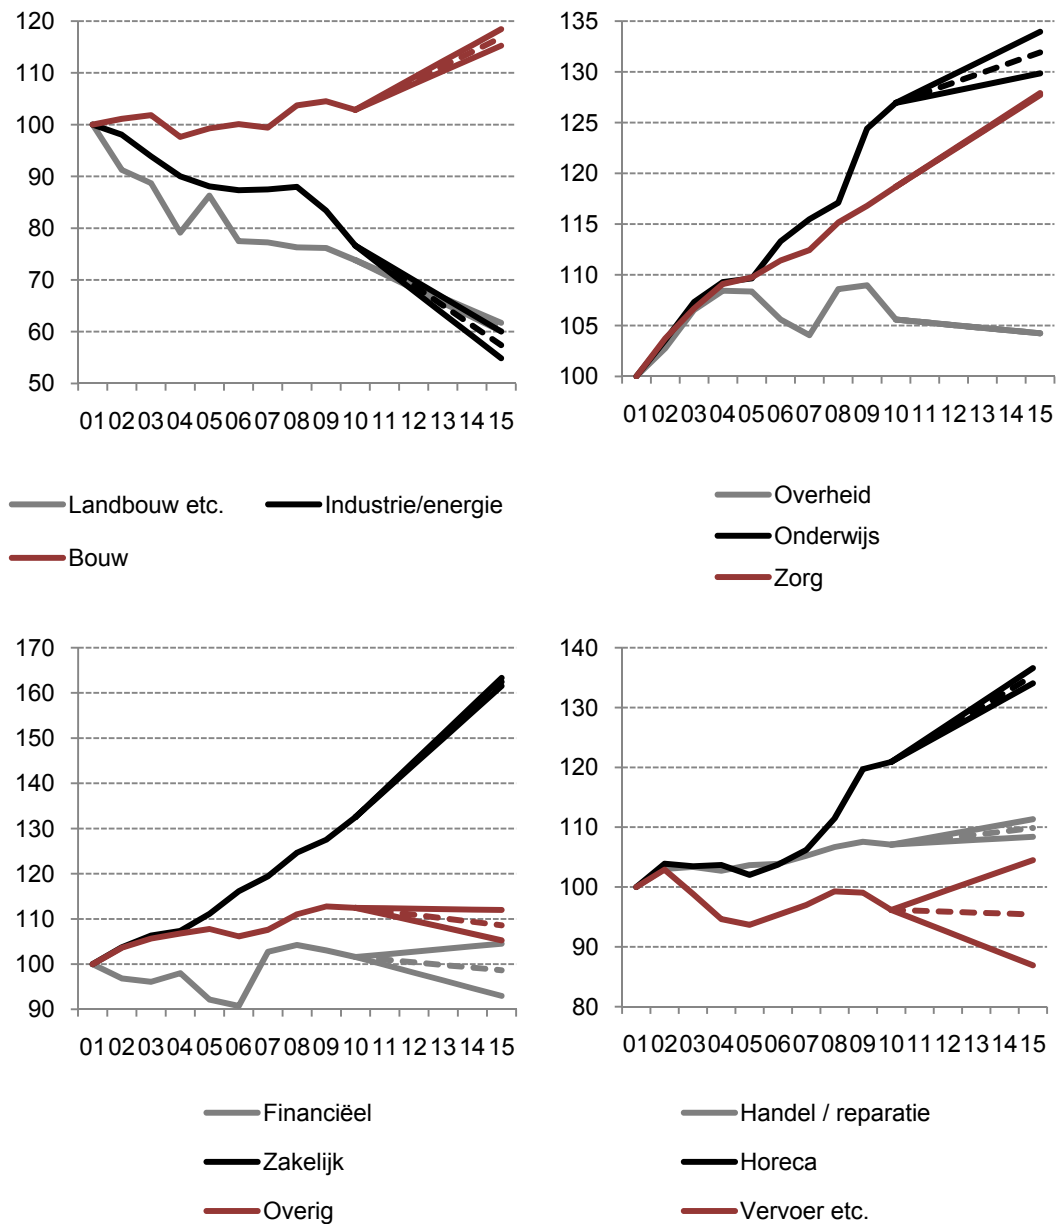 120
110
100
90
80
70
60
50
01 02 03 04 05 06 07 08 09 10 11 12 13 14 15
Landbouw etc. Industrie/energie
Bouw
135
130
125
120
115
110
105
100
01 02 03 04 05 06 07 08 09 10 11 12 13 14 15
Overheid
Onderwijs
Zorg
170
160
150
140
130
120
110
100
90
01 02 03 04 05 06 07 08 09 10 11 12 13 14 15
Financiëel
Zakelijk
Overig
140
130
120
110
100
90
80
01 02 03 04 05 06 07 08 09 10 11 12 13 14 15
Handel / reparatie
Horeca
Vervoer etc.